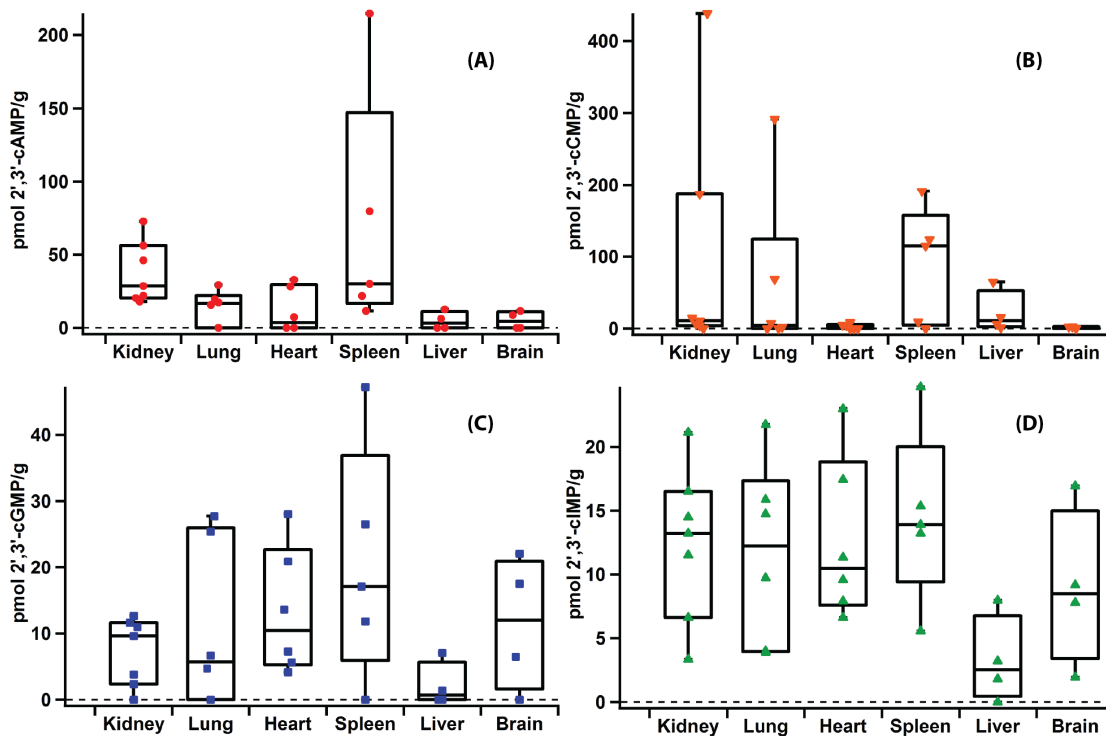 (A)
pmol 2',3'-cAMP/g
200
150
100
50
0
Kidney Lung Heart Spleen Liver Brain
(B)
pmol 2',3'-cCMP/g
400
300
200
100
0
Kidney Lung Heart Spleen Liver Brain
(C)
pmol 2',3'-cGMP/g
40
30
20
10
0
Kidney Lung Heart Spleen Liver Brain
(D)
pmol 2',3'-cIMP/g
20
15
10
5
0
Kidney Lung Heart Spleen Liver Brain